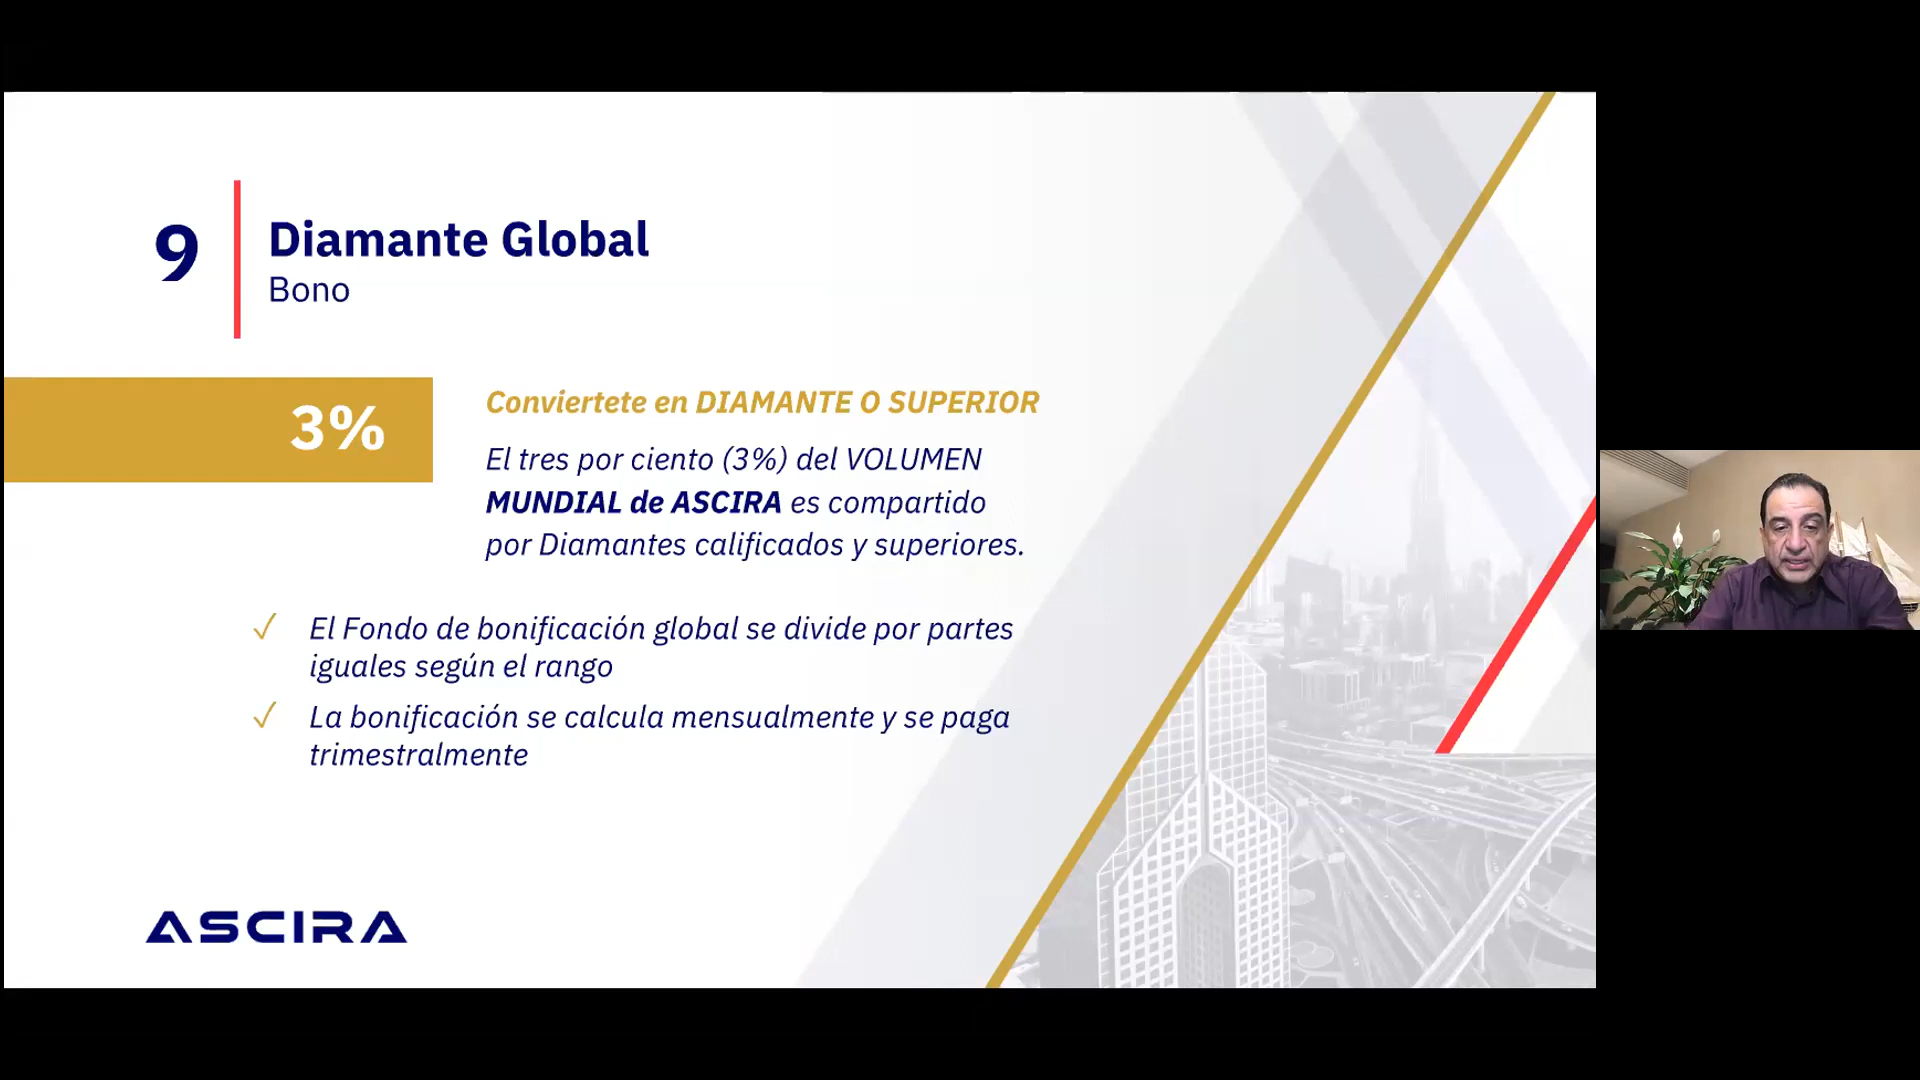 9
Diamante Global
Bono
3%
Conviertete en DIAMANTE O SUPERIOR
El tres por ciento (3%) del VOLUMEN
MUNDIAL de ASCIRA es compartido
por Diamantes calificados y superiores.
✓ El Fondo de bonificación global se divide por partes
iguales según el rango
✓ La bonificación se calcula mensualmente y se paga
trimestralmente
ASCIRA